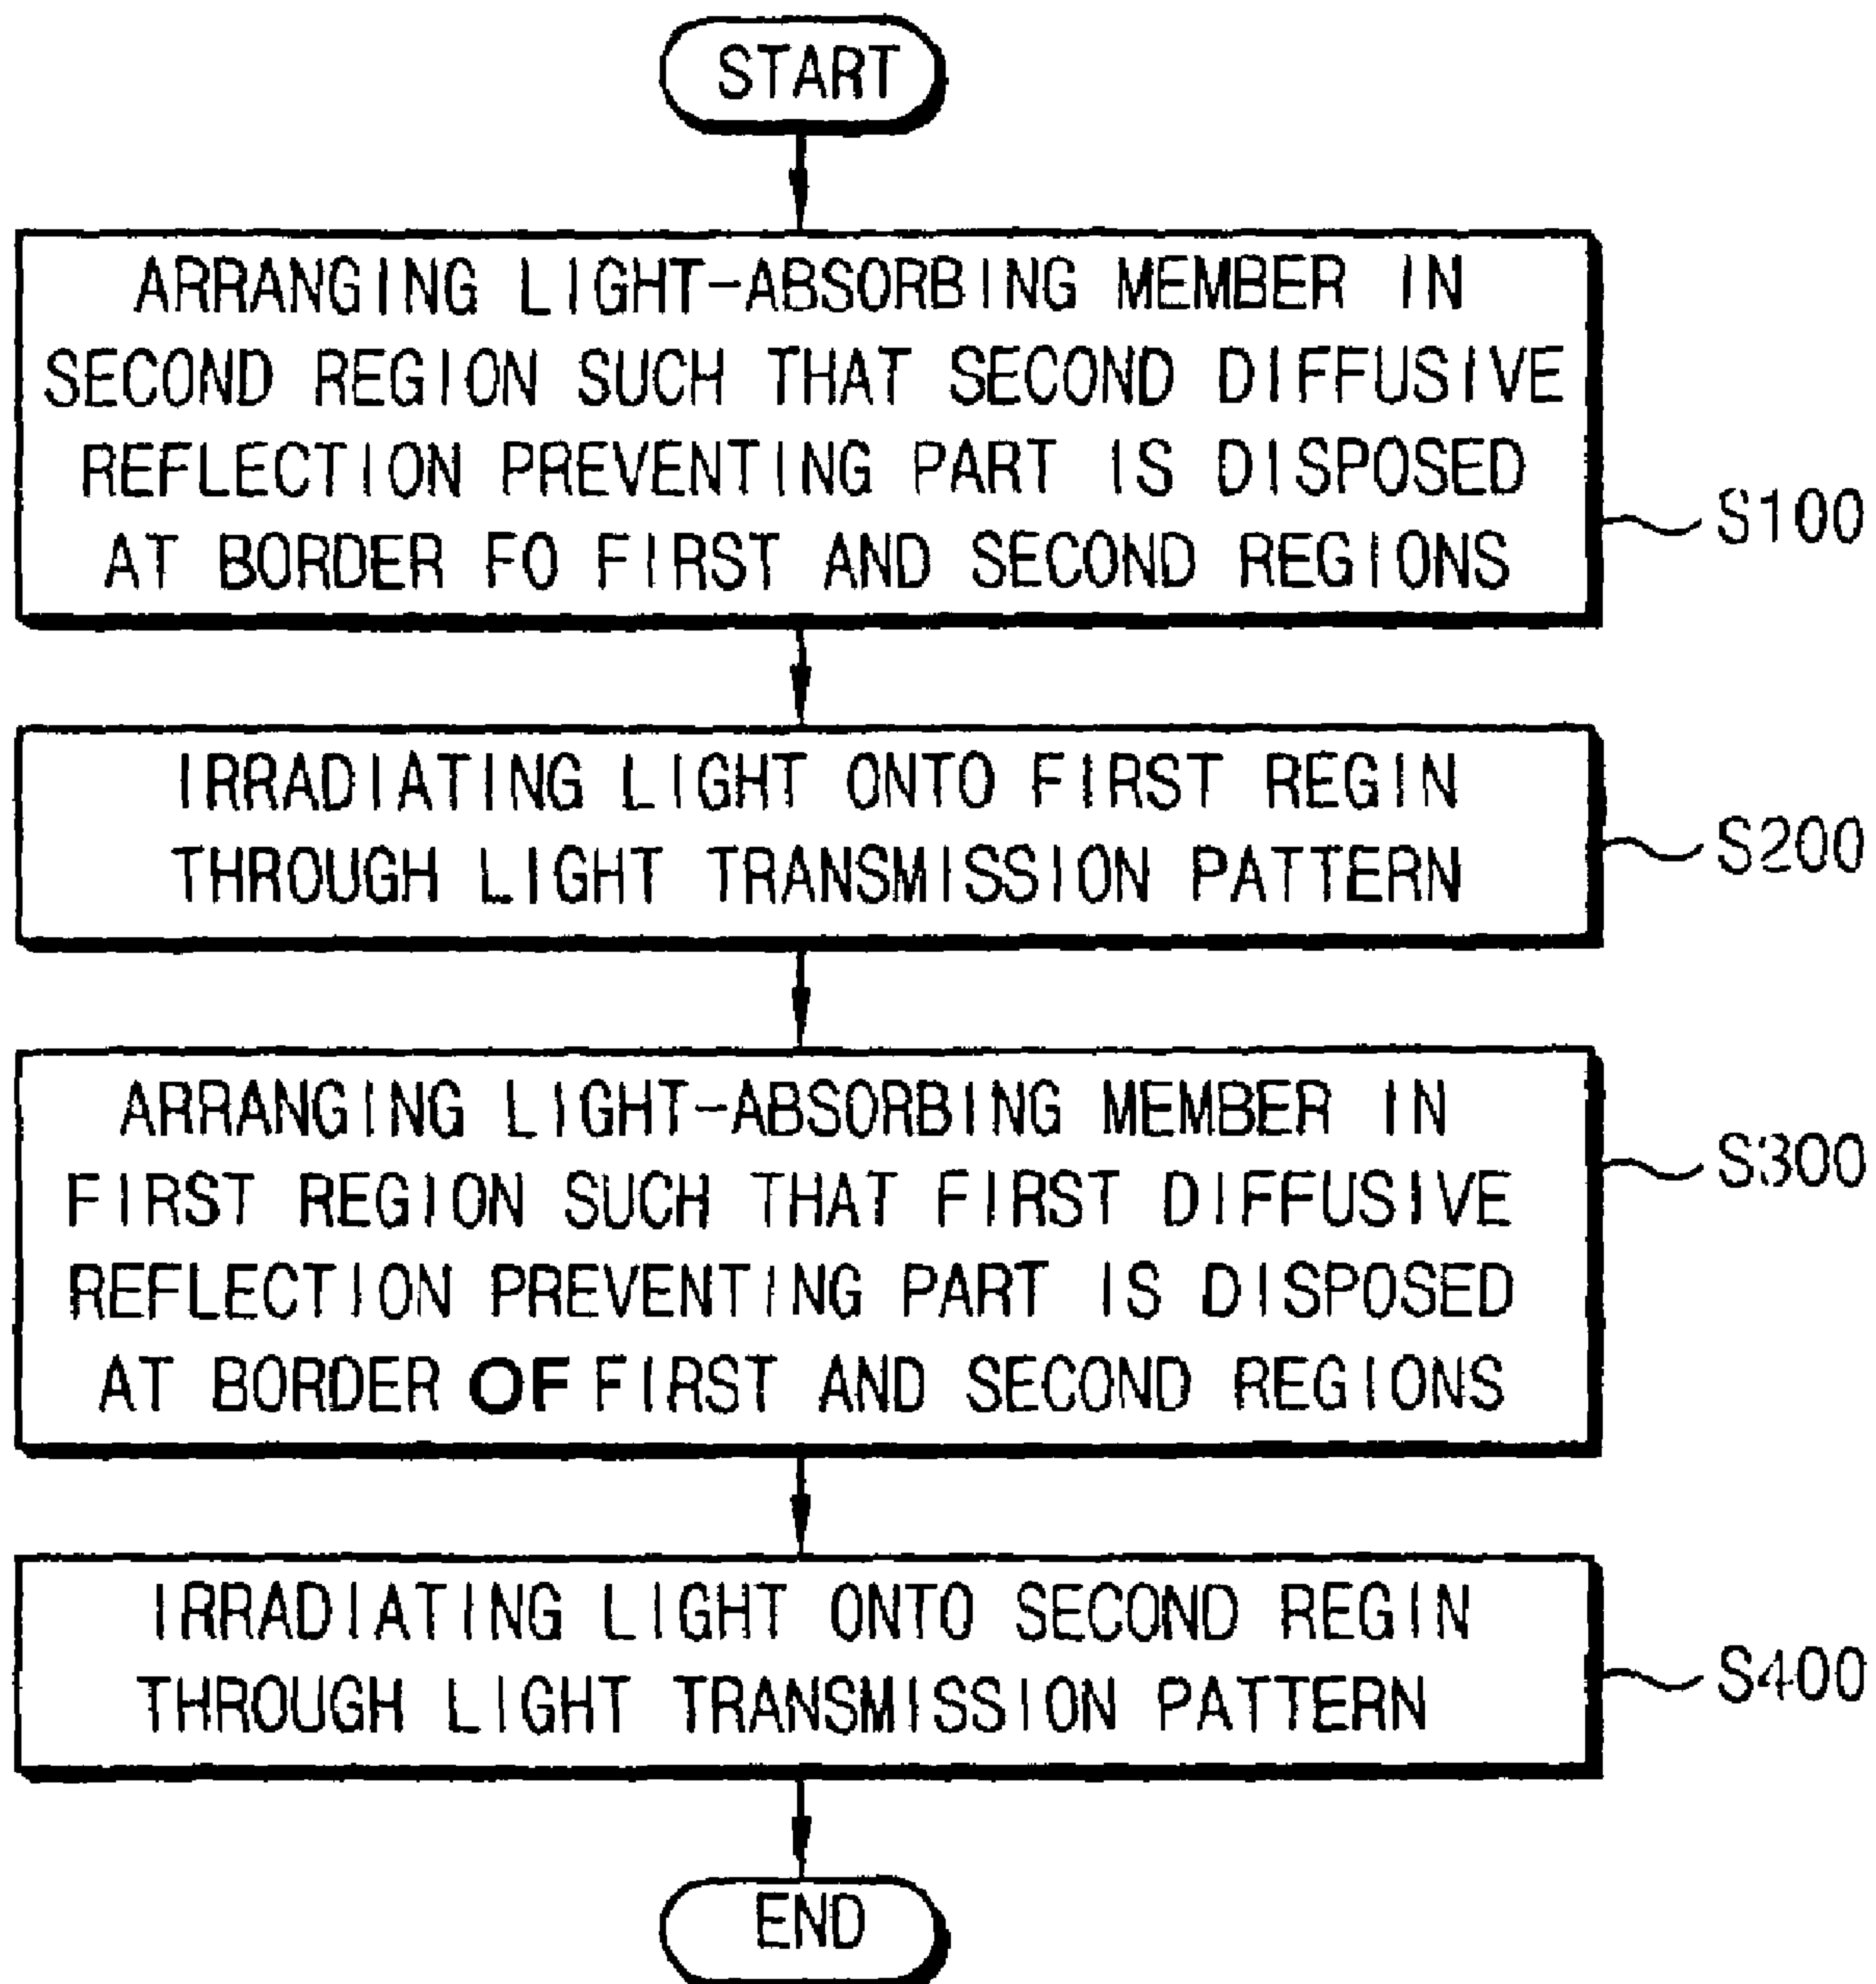 START
ARRANGING LIGHT-ABSORBING MEMBER IN
SECOND REGION SUCH THAT SECOND DIFFUSIVE
REFLECTION PREVENTING PART IS DISPOSED
AT BORDER FO FIRST AND SECOND REGIONS
S100
IRRADIATING LIGHT ONTO FIRST REGIN
THROUGH LIGHT TRANSMISSION PATTERN
S200
ARRANGING LIGHT-ABSORBING MEMBER IN
FIRST REGION SUCH THAT FIRST DIFFUSIVE
REFLECTION PREVENTING PART IS DISPOSED
AT BORDER OF FIRST AND SECOND REGIONS
S300
IRRADIATING LIGHT ONTO SECOND REGIN
THROUGH LIGHT TRANSMISSION PATTERN
S400
END